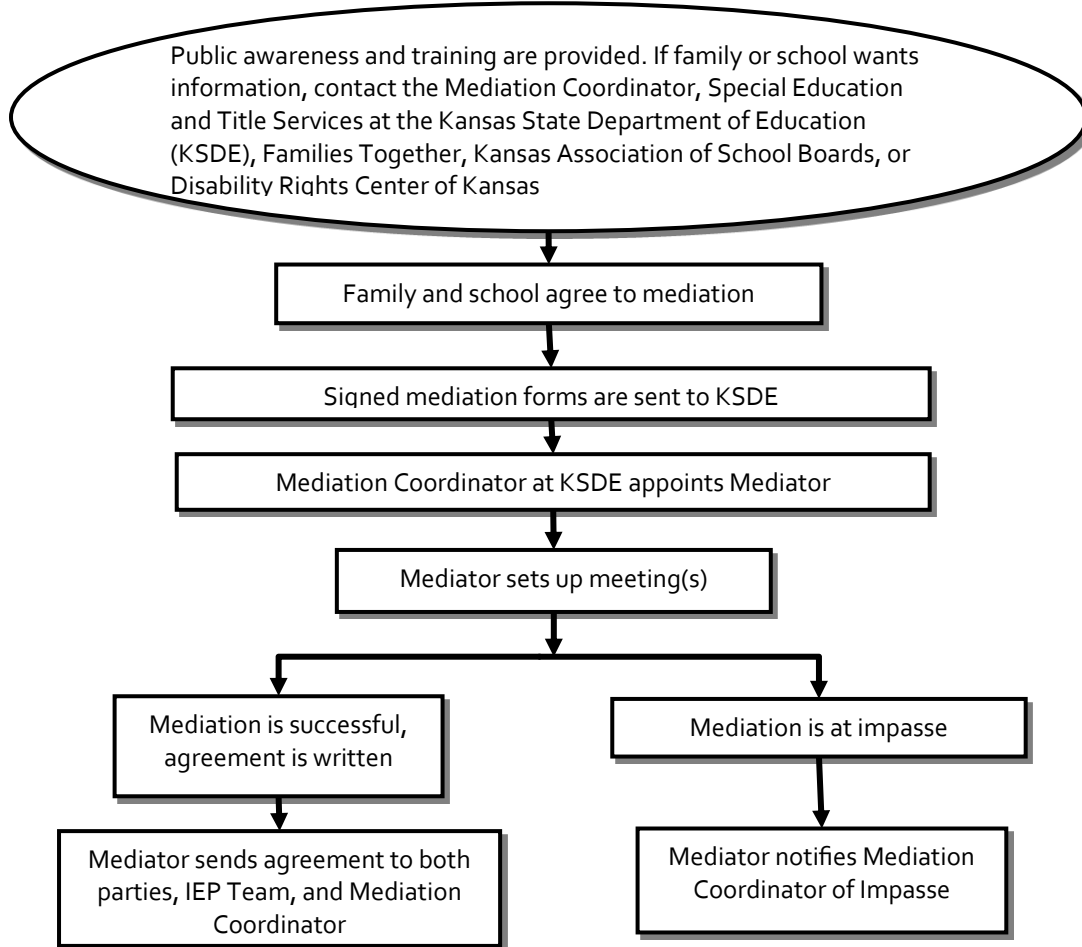 Public awareness and training are provided. If family or school wants
information, contact the Mediation Coordinator, Special Education
and Title Services at the Kansas State Department of Education
(KSDE), Families Together, Kansas Association of School Boards, or
Disability Rights Center of Kansas
Family and school agree to mediation
Signed mediation forms are sent to KSDE
Mediation Coordinator at KSDE appoints Mediator
Mediator sets up meeting(s)
Mediation is successful,
agreement is written
Mediation is at impasse
Mediator sends agreement to both
parties, IEP Team, and Mediation
Coordinator
Mediator notifies Mediation
Coordinator of Impasse